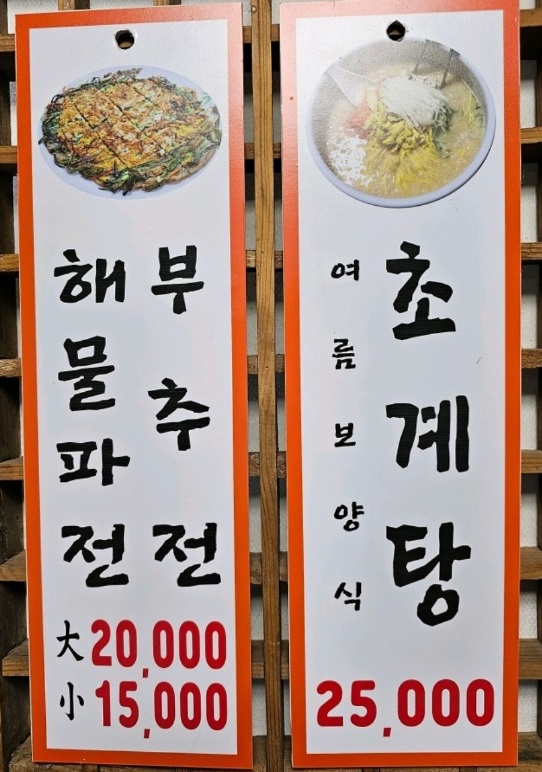 부추전
해물파전
大 20,000
小 15,000
초계탕
여름보양식
25,000